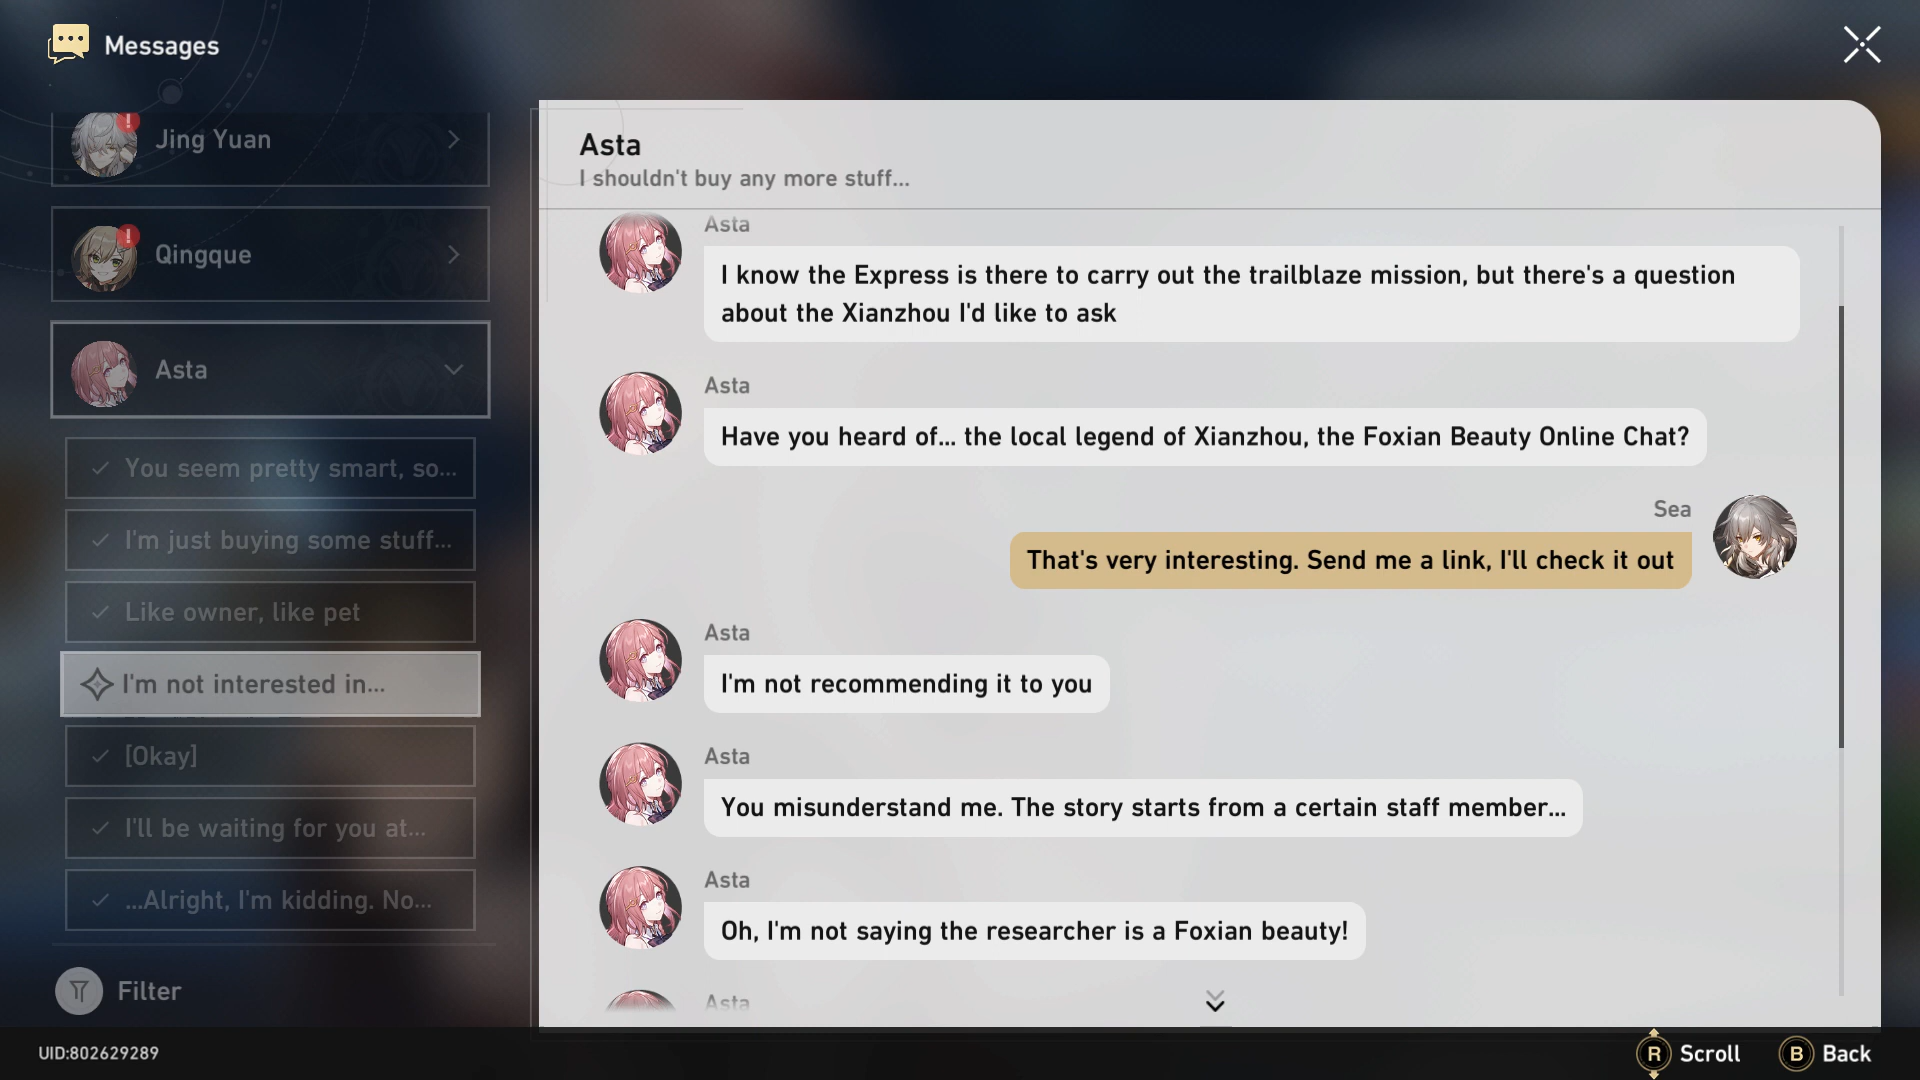 Messages
Jing Yuan
Qingque
Asta
You seem pretty smart, so...
I'm just buying some stuff...
Like owner, like pet
I'm not interested in...
[Okay]
I'll be waiting for you at...
...Alright, I'm kidding. No...
Filter
Asta
I shouldn't buy any more stuff...
Asta
I know the Express is there to carry out the trailblaze mission, but there's a question
about the Xianzhou I'd like to ask
Asta
Have you heard of... the local legend of Xianzhou, the Foxian Beauty Online Chat?
Sea
That's very interesting. Send me a link, I'll check it out
Asta
I'm not recommending it to you
Asta
You misunderstand me. The story starts from a certain staff member...
Asta
Oh, I'm not saying the researcher is a Foxian beauty!
Asta
UID:802629289
R Scroll
B Back